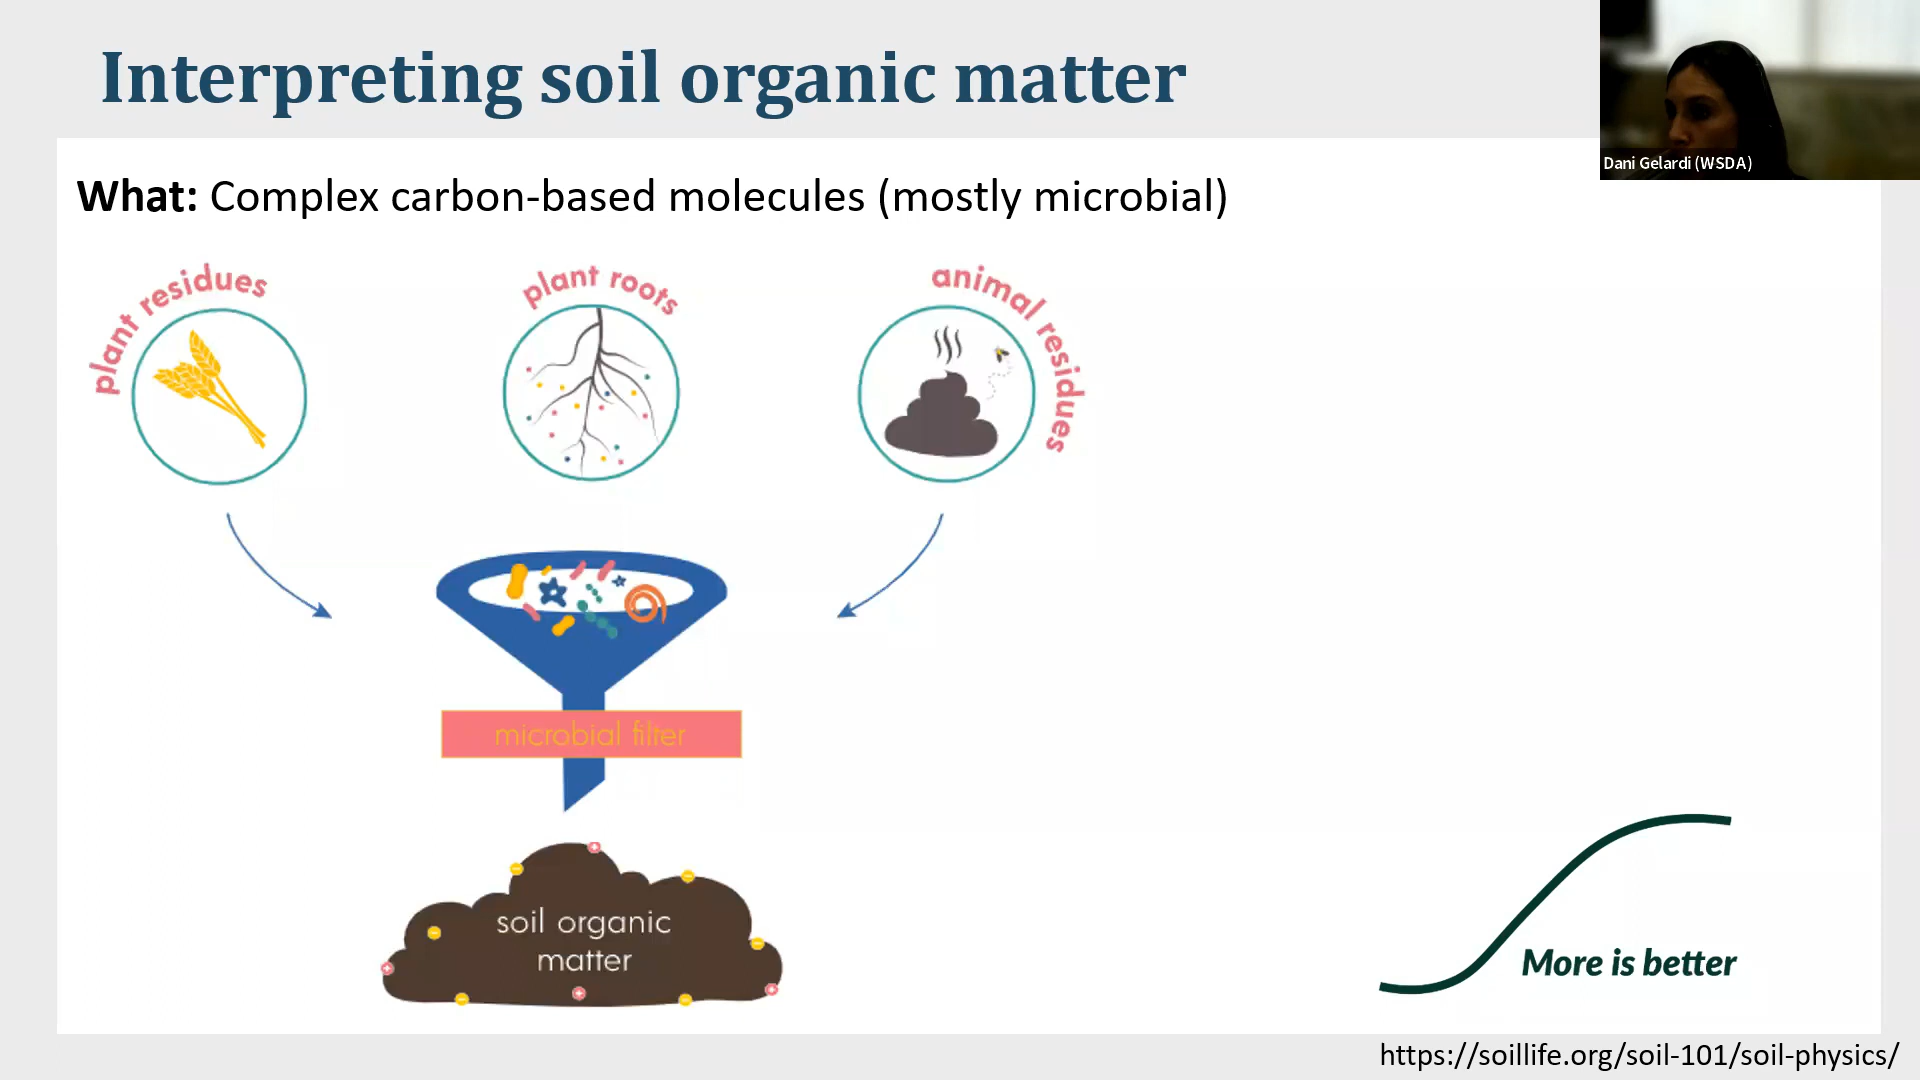 Interpreting soil organic matter
Dani Gelardi (WSDA)
What: Complex carbon-based molecules (mostly microbial)
plant residues
plant roots
animal residues
microbial filter
soil organic
matter
More is better
https://soillife.org/soil-101/soil-physics/